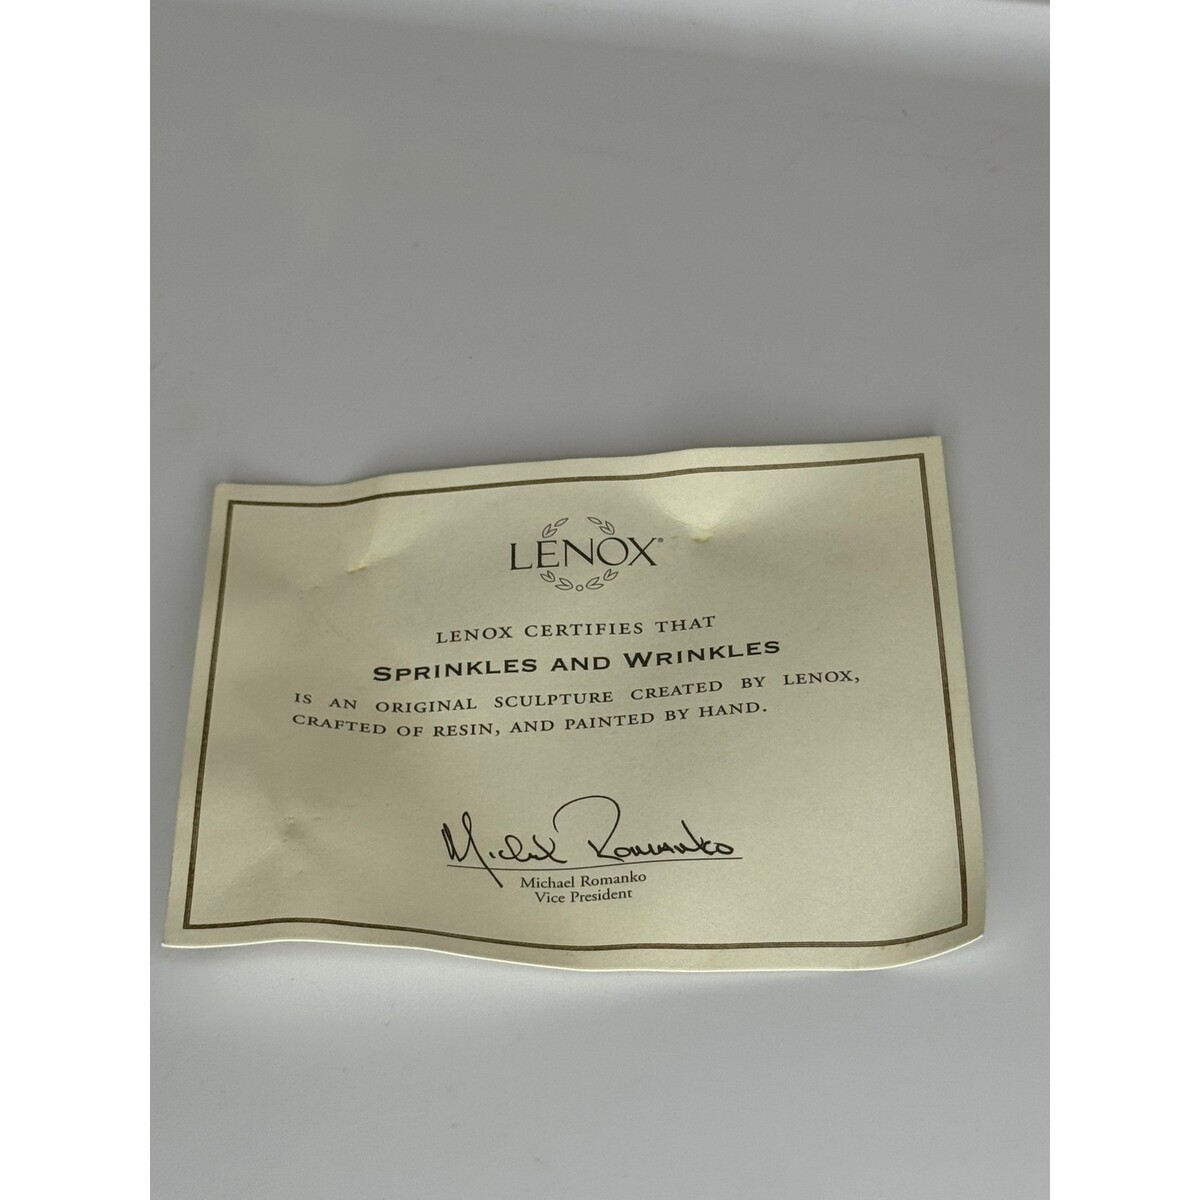 LENOX®
LENOX CERTIFIES THAT
SPRINKLES AND WRINKLES
IS AN ORIGINAL SCULPTURE CREATED BY LENOX,
CRAFTED OF RESIN, AND PAINTED BY HAND.
Michael Romanko
Michael Romanko
Vice President